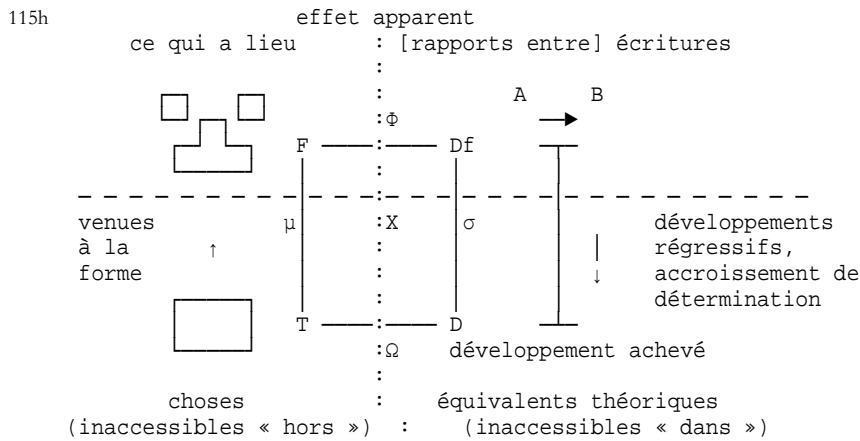 115h
effet apparent
ce qui a lieu : [rapports entre] écritures
A B
Φ
F Df
venues μ X σ développements
à la ↑ régressifs,
forme ↓ accroissement de
détermination
T D
Ω développement achevé
choses : équivalents théoriques
(inaccessibles « hors ») : (inaccessibles « dans »)